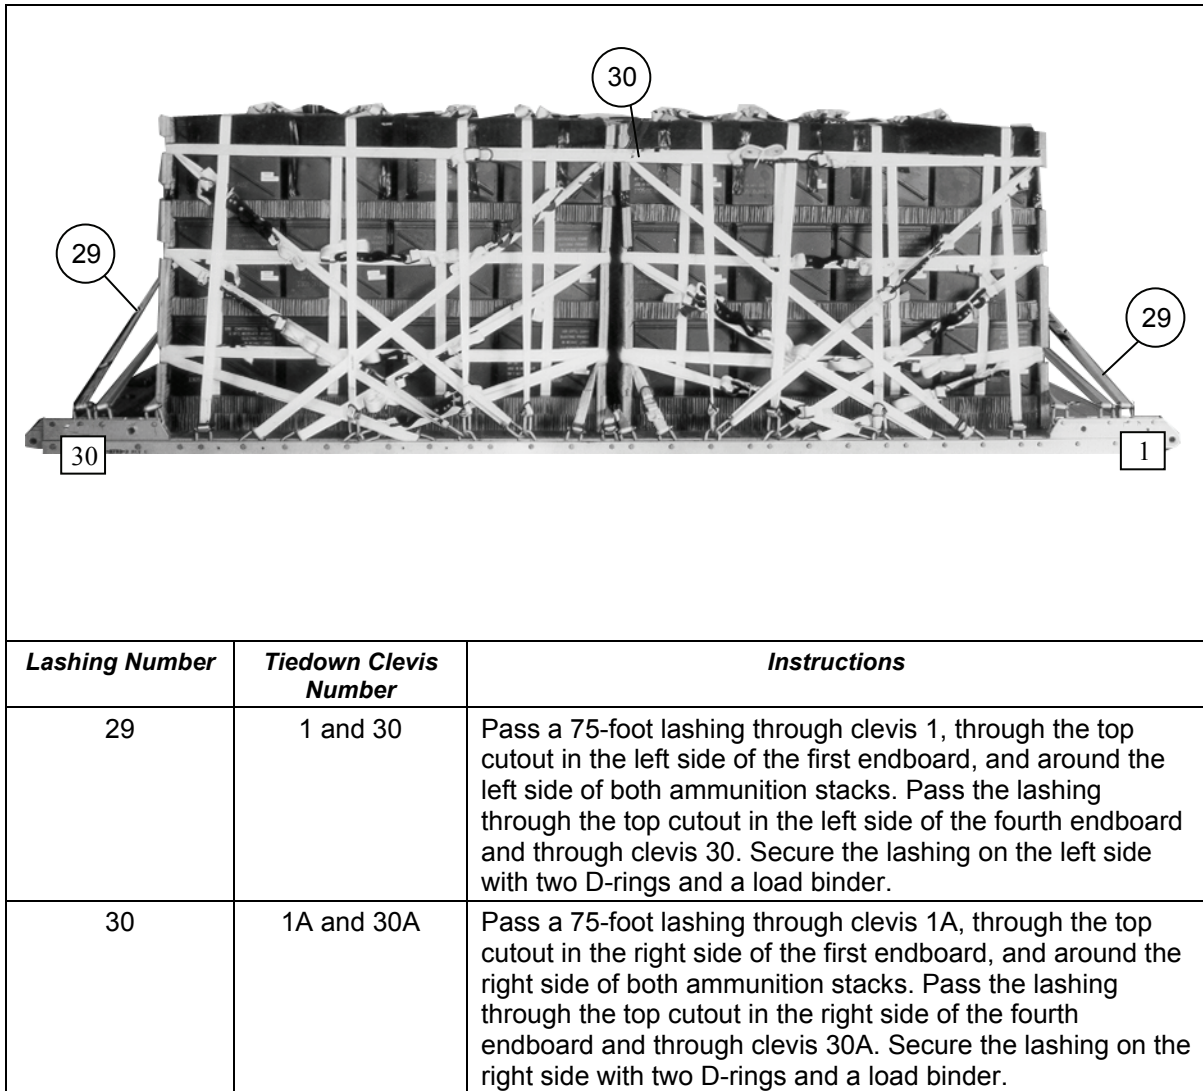 30
29
29
30
1
Lashing Number
Tiedown Clevis
Number
Instructions
29
1 and 30
Pass a 75-foot lashing through clevis 1, through the top
cutout in the left side of the first endboard, and around the
left side of both ammunition stacks. Pass the lashing
through the top cutout in the left side of the fourth endboard
and through clevis 30. Secure the lashing on the left side
with two D-rings and a load binder.
30
1A and 30A
Pass a 75-foot lashing through clevis 1A, through the top
cutout in the right side of the first endboard, and around the
right side of both ammunition stacks. Pass the lashing
through the top cutout in the right side of the fourth
endboard and through clevis 30A. Secure the lashing on the
right side with two D-rings and a load binder.